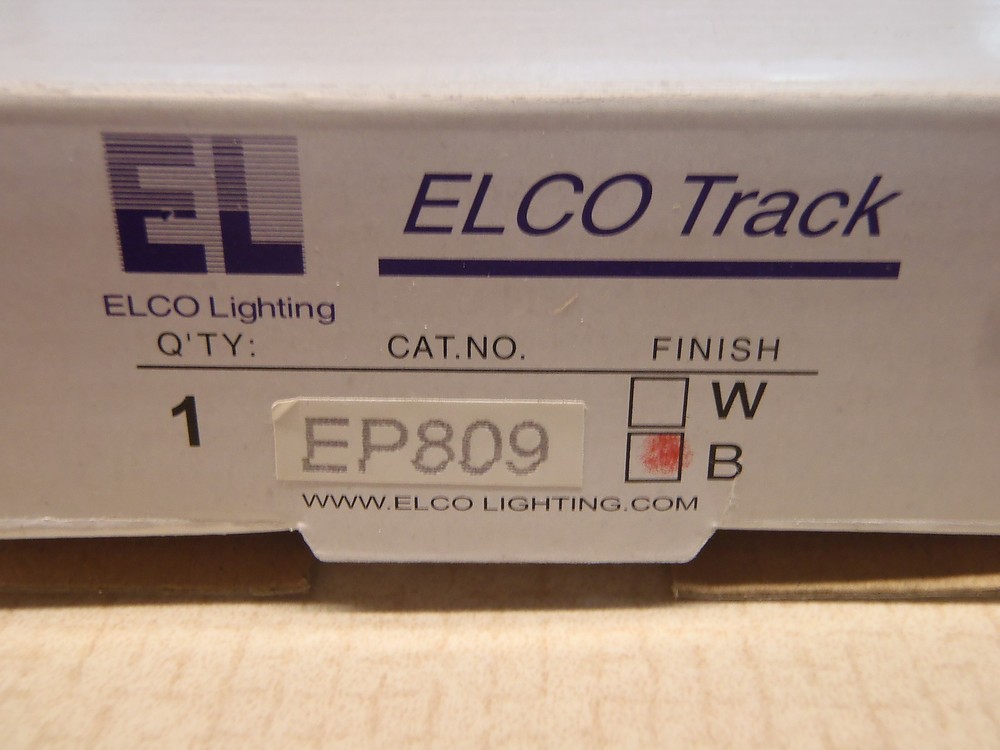 EL
ELCO Track
ELCO Lighting
Q'TY: CAT.NO. FINISH
1 EP809 W
B
WWW.ELCO LIGHTING.COM